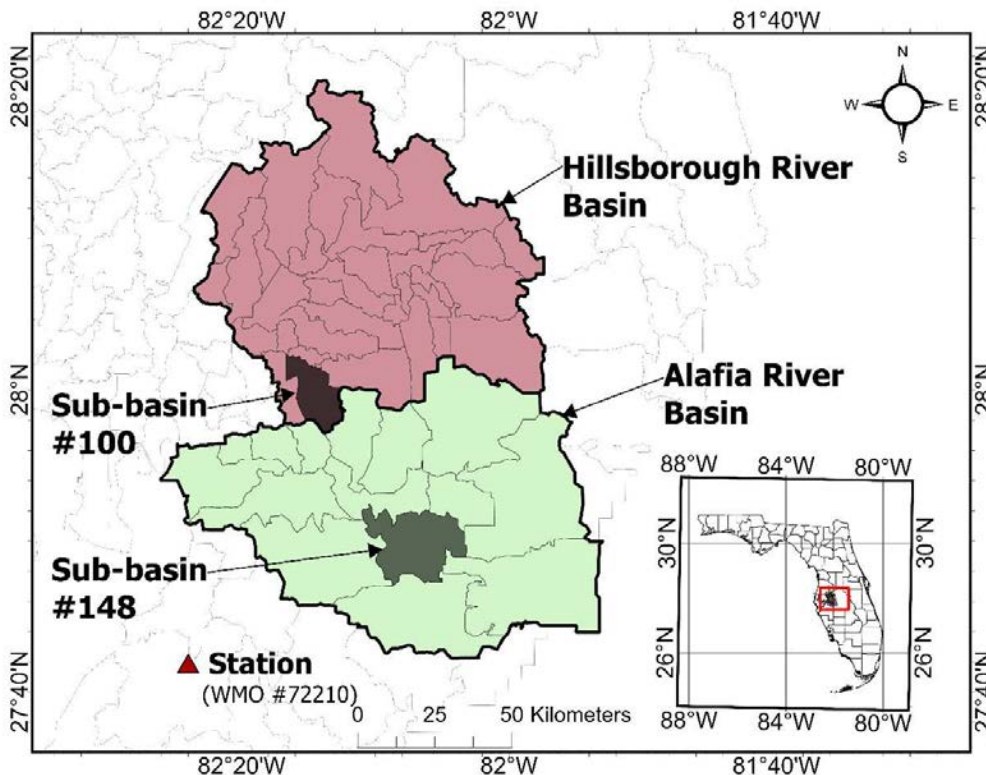 82°20'W 82°W 81°40'W
28°20'N
28°20'N
N
W E
S
Hillsborough River
Basin
Alafia River
Basin
28°N
28°N
Sub-basin
#100
88°W 84°W 80°W
30°N
30°N
Sub-basin
#148
26°N
26°N
Station
(WMO #72210)
27°40'N
27°40'N
0 25 50 Kilometers
88°W 84°W 80°W
82°20'W 82°W 81°40'W